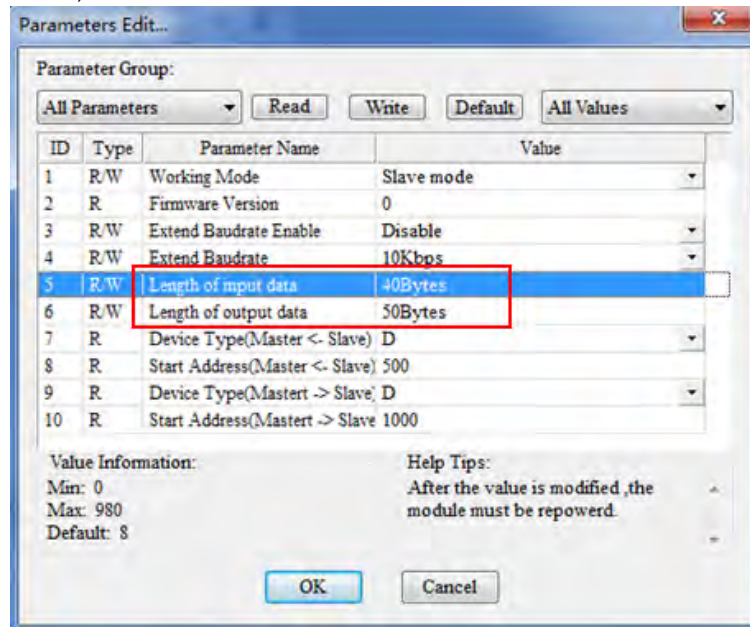 Parameters Edit...
Parameter Group:
All Parameters Read Write Default All Values
ID Type Parameter Name Value
1 R/W Working Mode Slave mode
2 R Firmware Version 0
3 R/W Extend Baudrate Enable Disable
4 R/W Extend Baudrate 10Kbps
5 R/W Length of input data 40Bytes
6 R/W Length of output data 50Bytes
7 R Device Type(Master <- Slave) D
8 R Start Address(Master <- Slave) 500
9 R Device Type(Mastert -> Slave) D
10 R Start Address(Mastert -> Slave 1000
Value Information: Help Tips:
Min: 0 After the value is modified ,the
Max: 980 module must be repowerd.
Default: 8
OK Cancel